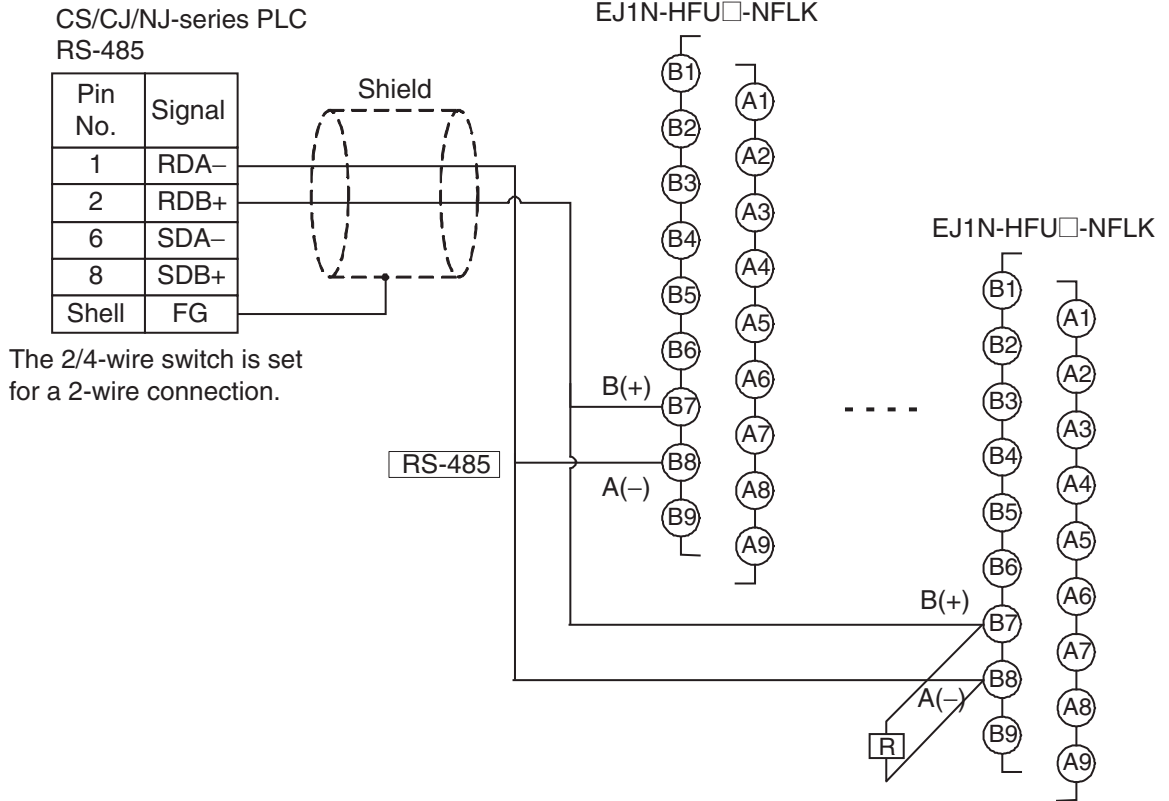 CS/CJ/NJ-series PLC
RS-485
Pin No.
Signal
1
RDA−
2
RDB+
6
SDA−
8
SDB+
Shell
FG
The 2/4-wire switch is set
for a 2-wire connection.
Shield
RS-485
EJ1N-HFU□-NFLK
B1
B2
B3
B4
B5
B6
B7
B8
B9
A1
A2
A3
A4
A5
A6
A7
A8
A9
B(+)
A(−)
EJ1N-HFU□-NFLK
B1
B2
B3
B4
B5
B6
B7
B8
B9
A1
A2
A3
A4
A5
A6
A7
A8
A9
B(+)
A(−)
R